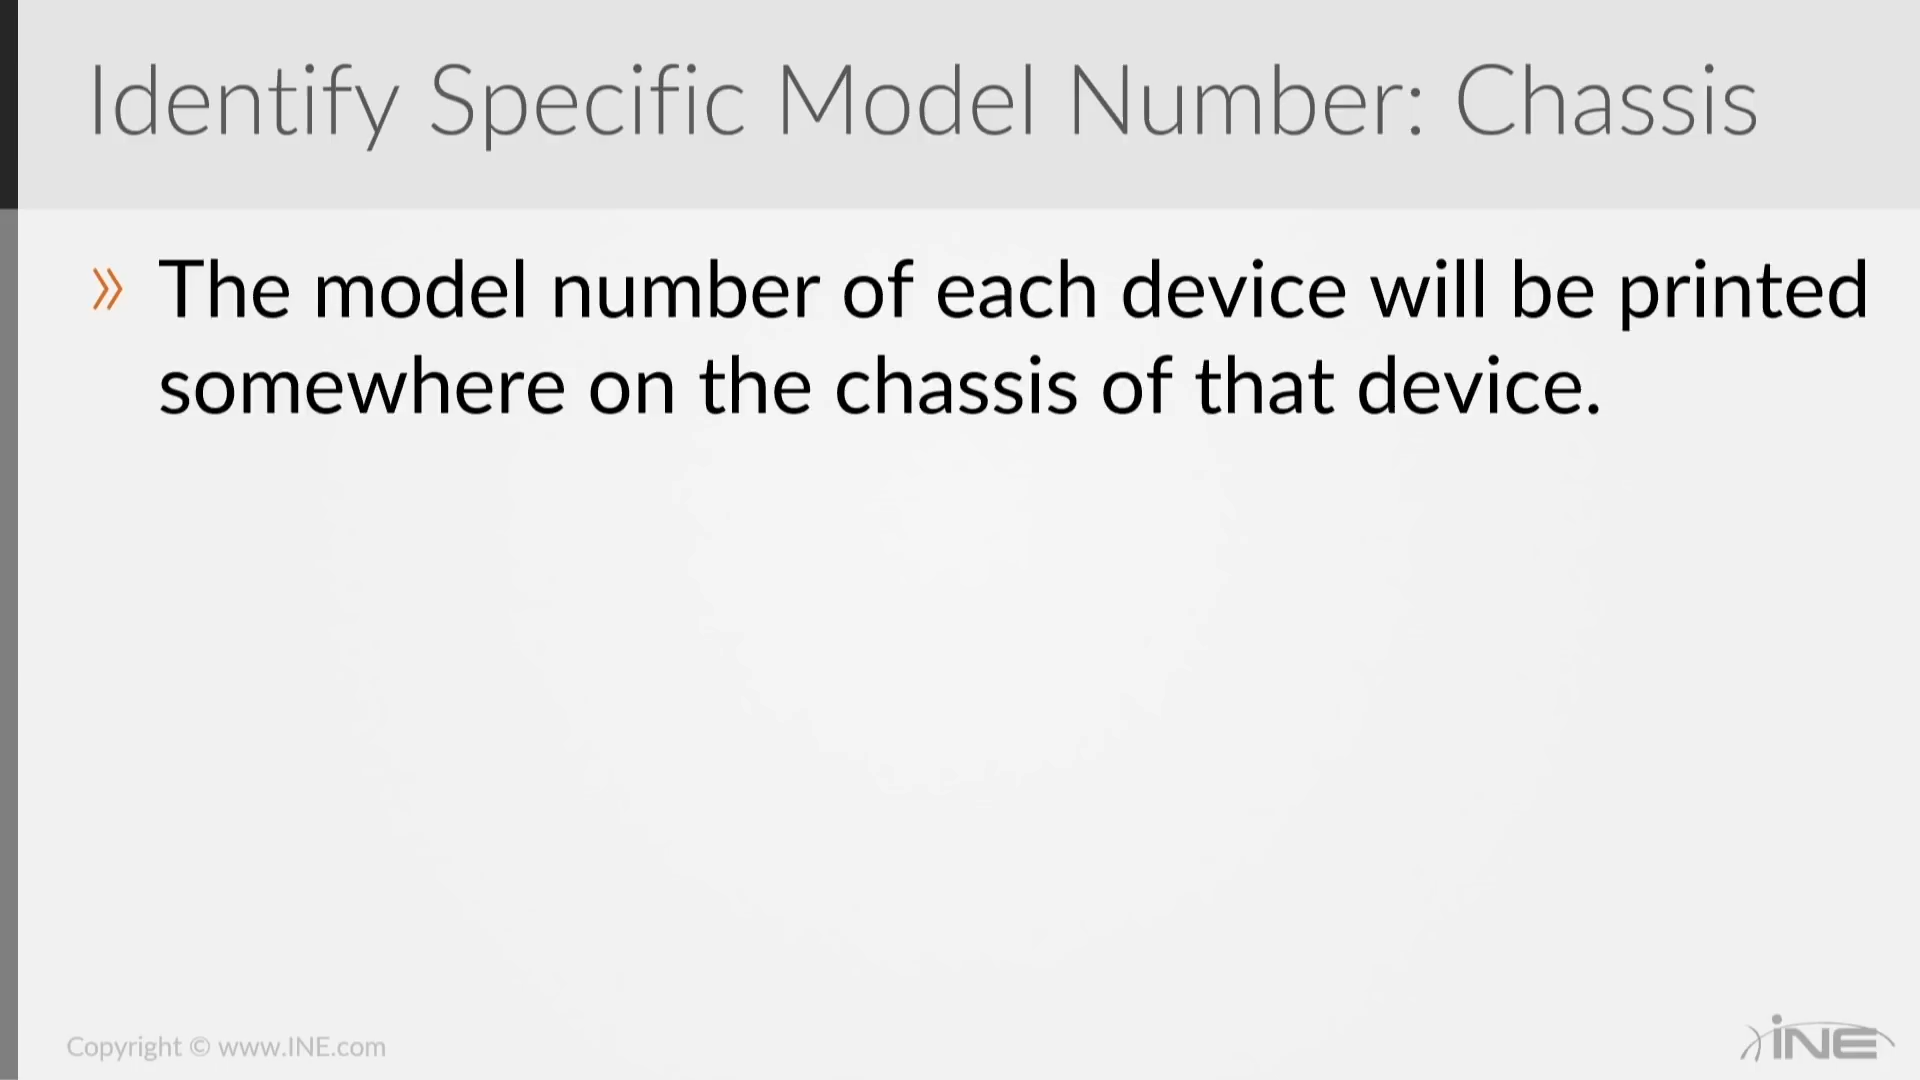 Identify Specific Model Number: Chassis
» The model number of each device will be printed
somewhere on the chassis of that device.
Copyright © www.INE.com
iNE